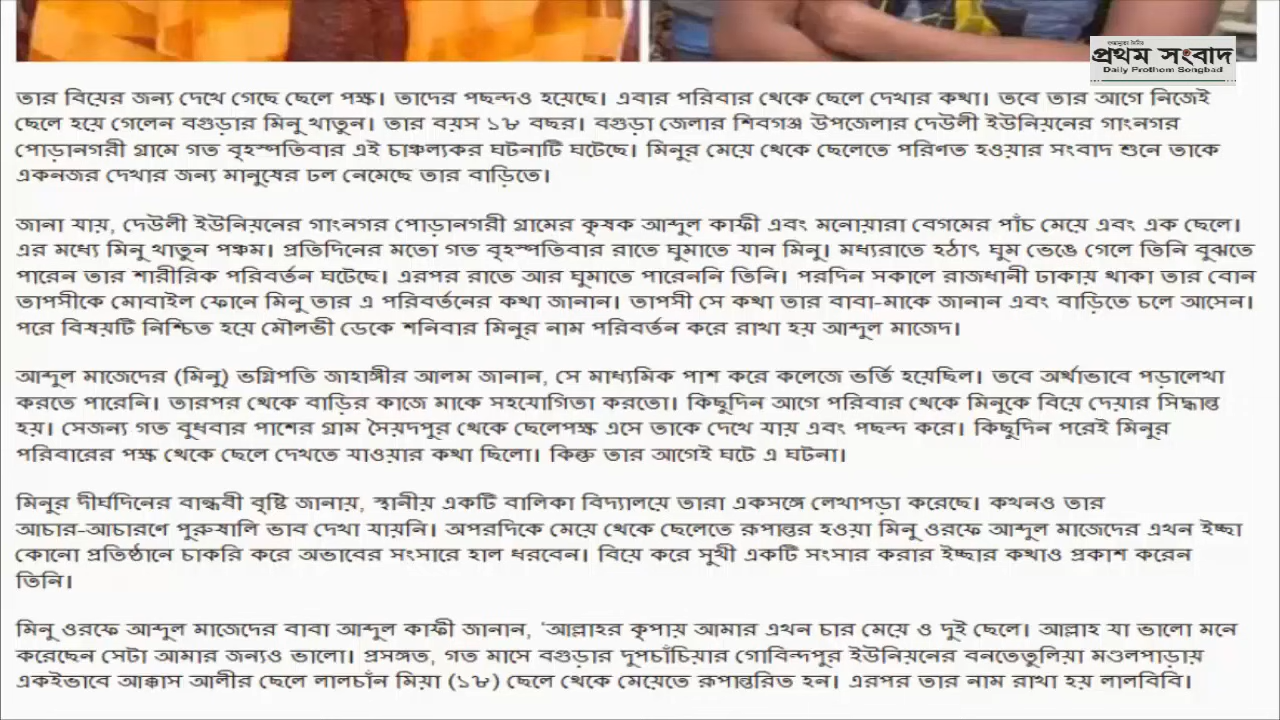 প্রথম সংবাদ
Daily Prothom Songbad
তার বিয়ের জন্য দেখে গেছে ছেলে পক্ষ। তাদের পছন্দও হয়েছে। এবার পরিবার থেকে ছেলে দেখার কথা। তবে তার আগে নিজেই
ছেলে হয়ে গেলেন বগুড়ার মিনু খাতুন। তার বয়স ১৮ বছর। বগুড়া জেলার শিবগঞ্জ উপজেলার দেউলী ইউনিয়নের গাংনগর
পোড়ানগরী গ্রামে গত বৃহস্পতিবার এই চাঞ্চল্যকর ঘটনাটি ঘটেছে। মিনুর মেয়ে থেকে ছেলেতে পরিণত হওয়ার সংবাদ শুনে তাকে
একনজর দেখার জন্য মানুষের ঢল নেমেছে তার বাড়িতে।
জানা যায়, দেউলী ইউনিয়নের গাংনগর পোড়ানগরী গ্রামের কৃষক আব্দুল কাফী এবং মনোয়ারা বেগমের পাঁচ মেয়ে এবং এক ছেলে।
এর মধ্যে মিনু খাতুন পঞ্চম। প্রতিদিনের মতো গত বৃহস্পতিবার রাতে ঘুমাতে যান মিনু। মধ্যরাতে হঠাৎ ঘুম ভেঙে গেলে তিনি বুঝতে
পারেন তার শারীরিক পরিবর্তন ঘটেছে। এরপর রাতে আর ঘুমাতে পারেননি তিনি। পরদিন সকালে রাজধানী ঢাকায় থাকা তার বোন
তাপসীকে মোবাইল ফোনে মিনু তার এ পরিবর্তনের কথা জানান। তাপসী সে কথা তার বাবা-মাকে জানান এবং বাড়িতে চলে আসেন।
পরে বিষয়টি নিশ্চিত হয়ে মৌলভী ডেকে শনিবার মিনুর নাম পরিবর্তন করে রাখা হয় আব্দুল মাজেদ।
আব্দুল মাজেদের (মিনু) ভগ্নিপতি জাহাঙ্গীর আলম জানান, সে মাধ্যমিক পাশ করে কলেজে ভর্তি হয়েছিল। তবে অর্থাভাবে পড়ালেখা
করতে পারেনি। তারপর থেকে বাড়ির কাজে মাকে সহযোগিতা করতো। কিছুদিন আগে পরিবার থেকে মিনুকে বিয়ে দেয়ার সিদ্ধান্ত
হয়। সেজন্য গত বুধবার পাশের গ্রাম সৈয়দপুর থেকে ছেলেপক্ষ এসে তাকে দেখে যায় এবং পছন্দ করে। কিছুদিন পরেই মিনুর
পরিবারের পক্ষ থেকে ছেলে দেখতে যাওয়ার কথা ছিলো। কিন্তু তার আগেই ঘটে এ ঘটনা।
মিনুর দীর্ঘদিনের বান্ধবী বৃষ্টি জানায়, স্থানীয় একটি বালিকা বিদ্যালয়ে তারা একসঙ্গে লেখাপড়া করেছে। কখনও তার
আচার-আচারণে পুরুষালি ভাব দেখা যায়নি। অপরদিকে মেয়ে থেকে ছেলেতে রূপান্তর হওয়া মিনু ওরফে আব্দুল মাজেদের এখন ইচ্ছা
কোনো প্রতিষ্ঠানে চাকরি করে অভাবের সংসারে হাল ধরবেন। বিয়ে করে সুখী একটি সংসার করার ইচ্ছার কথাও প্রকাশ করেন
তিনি।
মিনু ওরফে আব্দুল মাজেদের বাবা আব্দুল কাফী জানান, 'আল্লাহর কৃপায় আমার এখন চার মেয়ে ও দুই ছেলে। আল্লাহ যা ভালো মনে
করেছেন সেটা আমার জন্যও ভালো। প্রসঙ্গত, গত মাসে বগুড়ার দুপচাঁচিয়ার গোবিন্দপুর ইউনিয়নের বনতেতুলিয়া মণ্ডলপাড়ায়
একইভাবে আক্কাস আলীর ছেলে লালচাঁন মিয়া (১৮) ছেলে থেকে মেয়েতে রূপান্তরিত হন। এরপর তার নাম রাখা হয় লালবিবি।